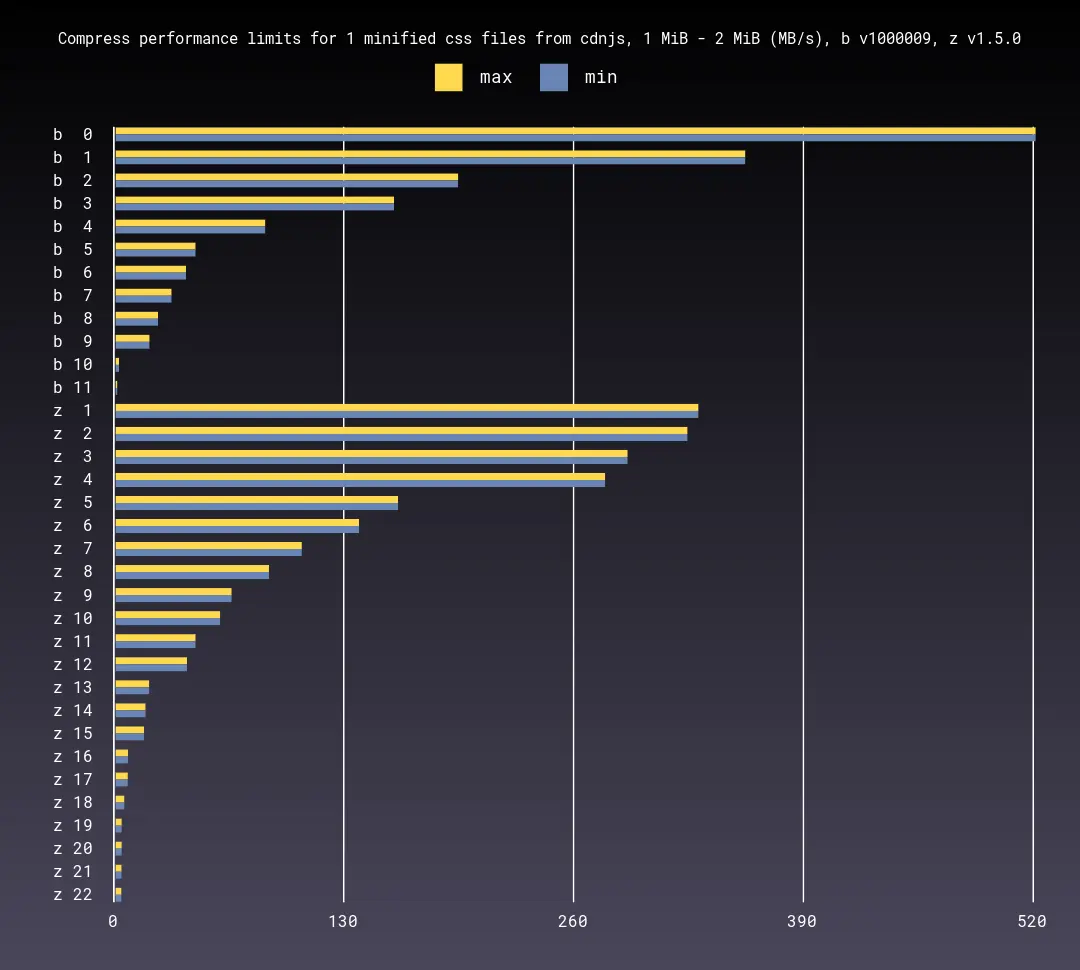 Compress performance limits for 1 minified css files from cdnjs, 1 MiB - 2 MiB (MB/s), b v1000009, z v1.5.0
max min
b 0
b 1
b 2
b 3
b 4
b 5
b 6
b 7
b 8
b 9
b 10
b 11
z 1
z 2
z 3
z 4
z 5
z 6
z 7
z 8
z 9
z 10
z 11
z 12
z 13
z 14
z 15
z 16
z 17
z 18
z 19
z 20
z 21
z 22
0 130 260 390 520